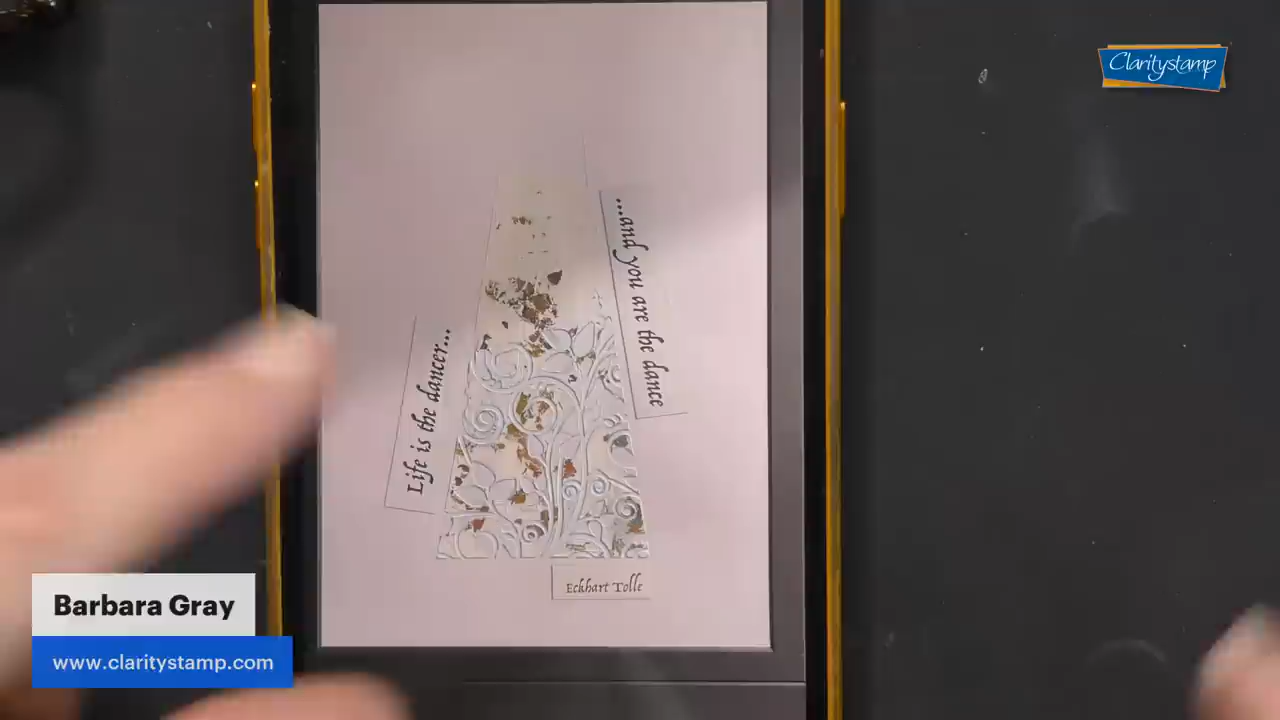 Claritystamp
...and you are the dance
Life is the dancer...
Eckhart Tolle
Barbara Gray
www.claritystamp.com